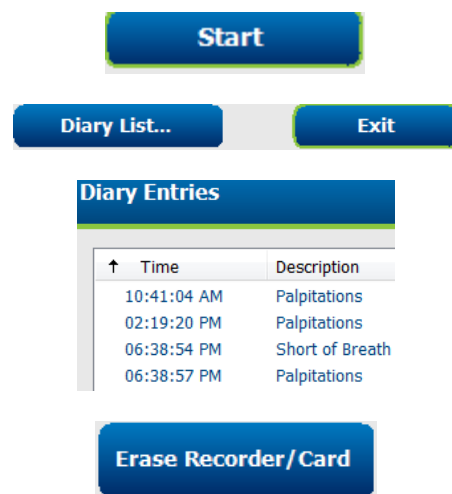 Start
Diary List... Exit
Diary Entries
↑ Time Description
10:41:04 AM Palpitations
02:19:20 PM Palpitations
06:38:54 PM Short of Breath
06:38:57 PM Palpitations
Erase Recorder/Card